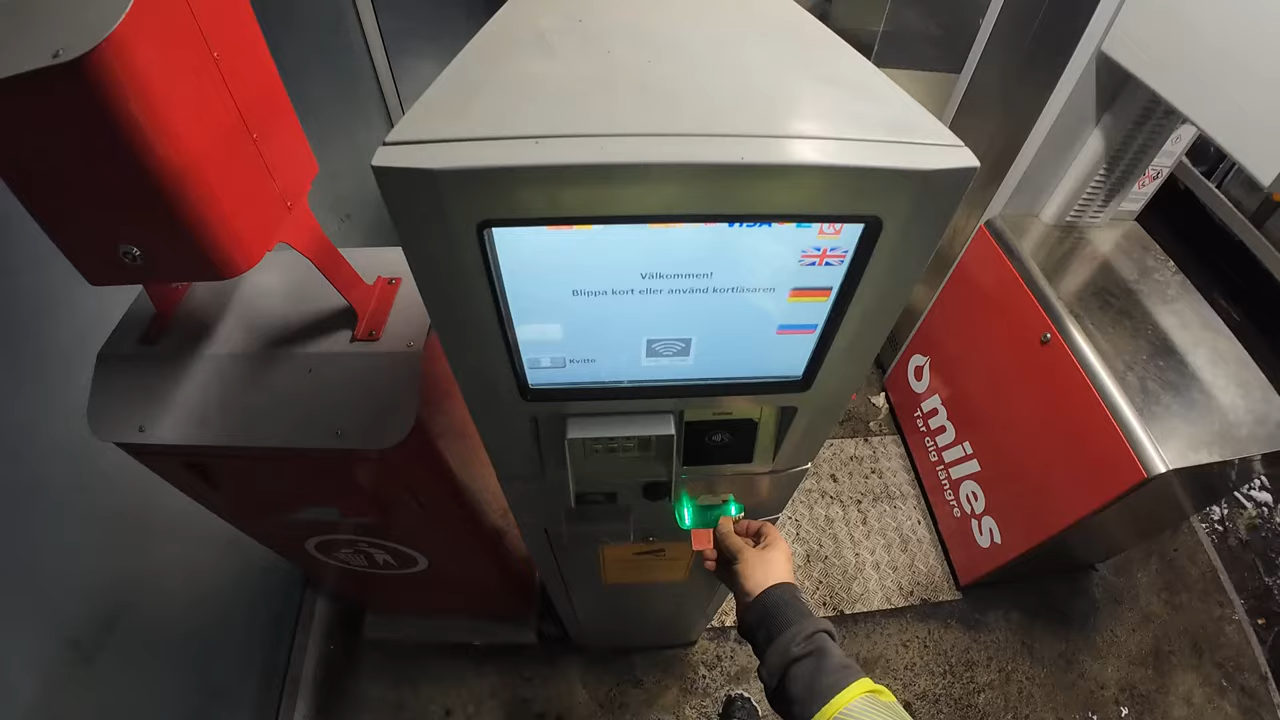 VISA
Välkommen!
Blippa kort eller använd kortläsaren
Kvitto
miles
Tar dig längre